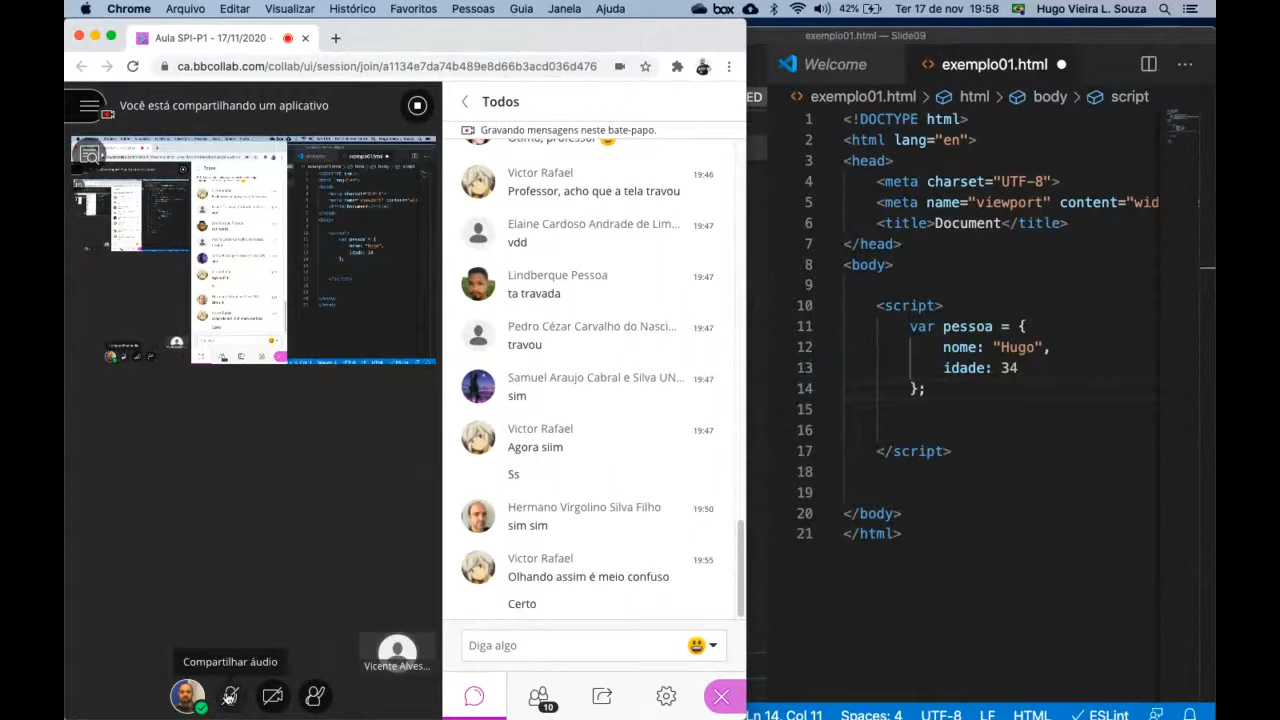 Chrome Arquivo Editar Visualizar Histórico Favoritos Pessoas Guia Janela Ajuda box 42% Ter 17 de nov 19:58 Hugo Vieira L. Souza
Aula SPI-P1 - 17/11/2020 -
ca.bbcollab.com/collab/ui/session/join/a1134e7da74b489e8d66b3acd036d476
Você está compartilhando um aplicativo
Todos
Gravando mensagens neste bate-papo.
Victor Rafael 19:46
Professor, acho que a tela travou
Elaine Cardoso Andrade de Lim... 19:47
vdd
Lindberque Pessoa 19:47
ta travada
Pedro Cézar Carvalho do Nasci... 19:47
travou
Samuel Araujo Cabral e Silva UN... 19:47
sim
Victor Rafael 19:47
Agora siim
Ss
Hermano Virgolino Silva Filho 19:50
sim sim
Victor Rafael 19:55
Olhando assim é meio confuso
Certo
Diga algo
10
Compartilhar áudio
Vicente Alves...
exemplo01.html — Slide09
Welcome exemplo01.html
ED
exemplo01.html › html › body › script
1 <!DOCTYPE html>
2 <html lang="en">
3 <head>
4 <meta charset="UTF-8">
5 <meta name="viewport" content="wid
6 <title>Document</title>
7 </head>
8 <body>
9
10 <script>
11 var pessoa = {
12 nome: "Hugo",
13 idade: 34
14 };
15
16
17 </script>
18
19
20 </body>
21 </html>
Ln 14, Col 11 Spaces: 4 UTF-8 LF HTML ESLint